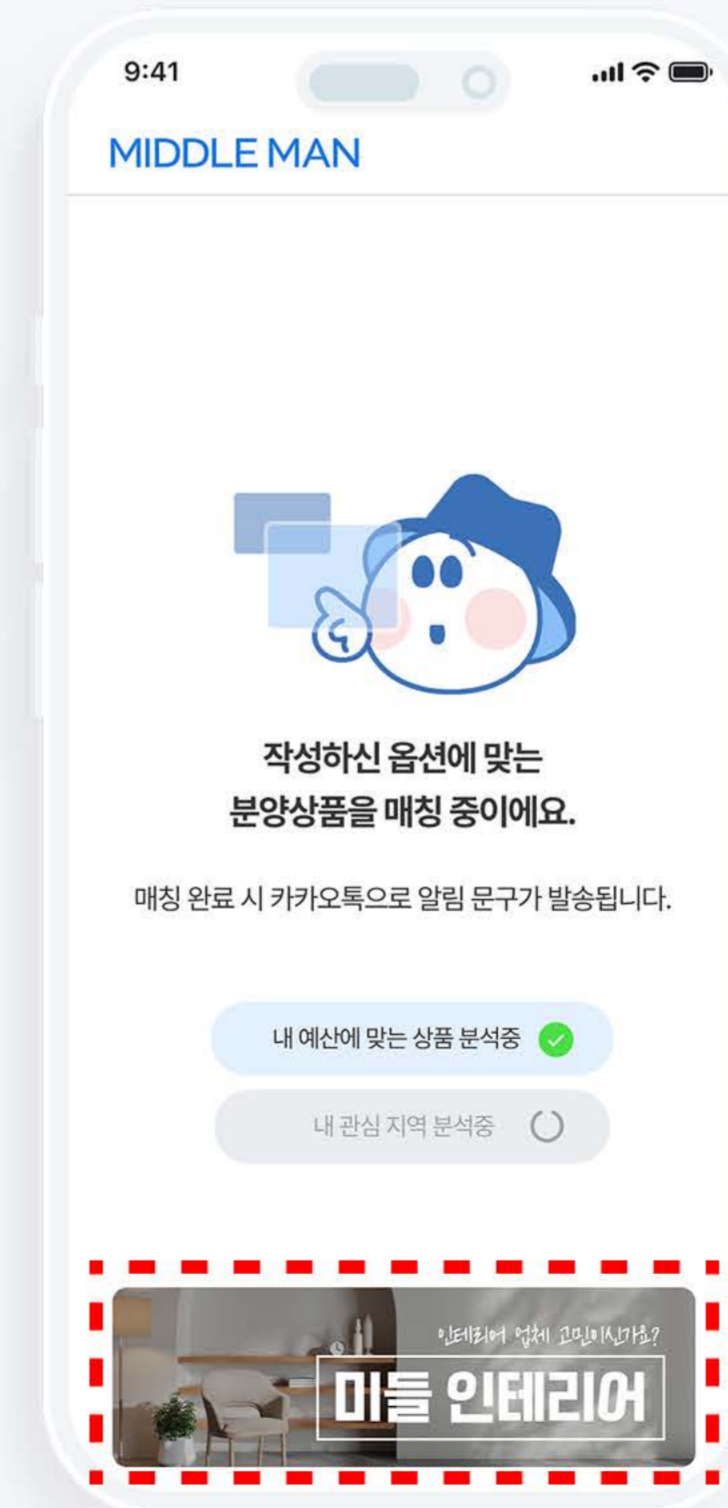 9:41
MIDDLE MAN
작성하신 옵션에 맞는
분양상품을 매칭 중이에요.
매칭 완료 시 카카오톡으로 알림 문구가 발송됩니다.
내 예산에 맞는 상품 분석중
내 관심 지역 분석중
인테리어 업체 고민이신가요?
미들 인테리어